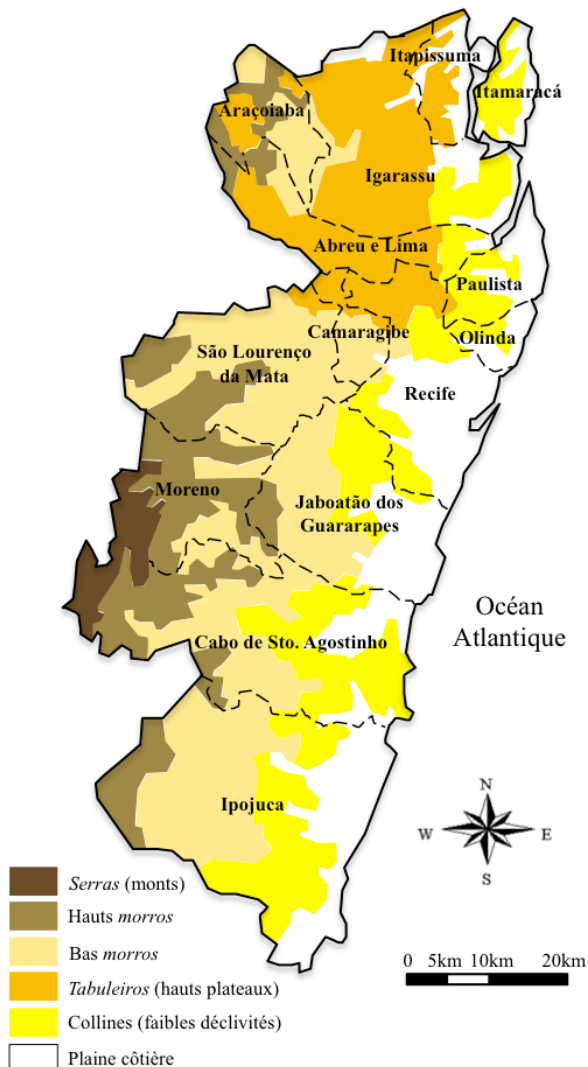 Itapissuma
Itamaracá
Araçoiaba
Igarassu
Abreu e Lima
Paulista
Camaragibe
Olinda
São Lourenço
da Mata
Recife
Moreno
Jaboatão dos
Guararapes
Océan
Atlantique
Cabo de Sto. Agostinho
Ipojuca
N
W
E
S
Serras (monts)
Hauts morros
Bas morros
Tabuleiros (hauts plateaux)
Collines (faibles déclivités)
Plaine côtière
0 5km 10km 20km